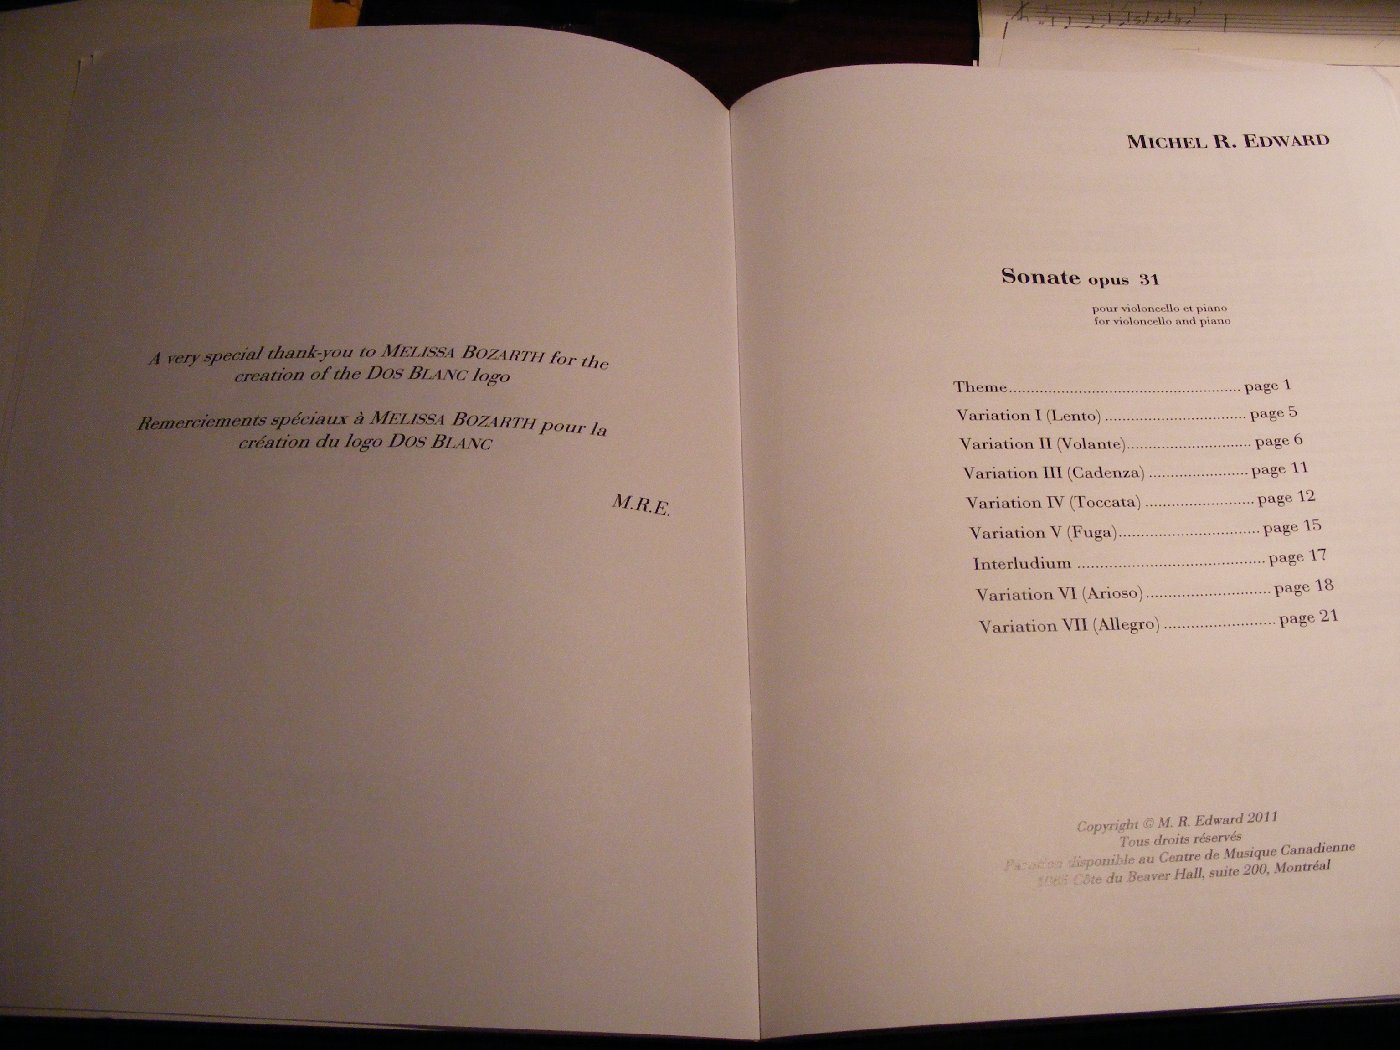 A very special thank-you to MELISSA BOZARTH for the
creation of the DOS BLANC logo
Remerciements spéciaux à MELISSA BOZARTH pour la
création du logo DOS BLANC
M.R.E.
MICHEL R. EDWARD
Sonate opus 31
pour violoncello et piano
for violoncello and piano
Theme........................................ page 1
Variation I (Lento) ........................ page 5
Variation II (Volante)...................... page 6
Variation III (Cadenza) .................. page 11
Variation IV (Toccata) ................... page 12
Variation V (Fuga)......................... page 15
Interludium ................................. page 17
Variation VI (Arioso)...................... page 18
Variation VII (Allegro) ................... page 21
Copyright © M. R. Edward 2011
Tous droits réservés
disponible au Centre de Musique Canadienne
1085 Côte du Beaver Hall, suite 200, Montréal